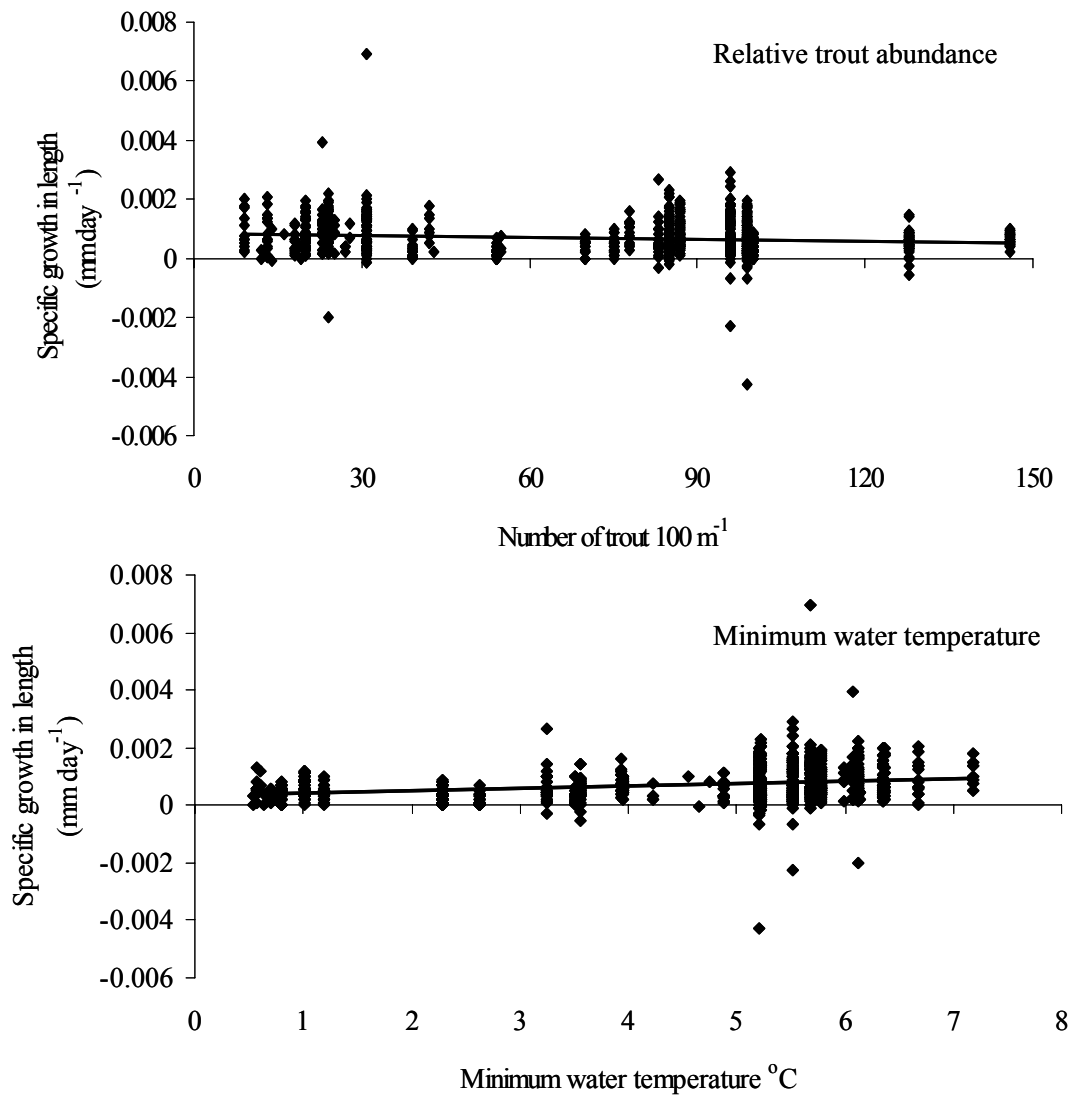 0.008
Relative trout abundance
0.006
0.004
0.002
0
-0.002
-0.004
-0.006
Specific growth in length
(mm day -1)
0 30 60 90 120 150
Number of trout 100 m-1
0.008
0.006
Minimum water temperature
0.004
0.002
0
-0.002
-0.004
-0.006
Specific growth in length
(mm day-1)
0 1 2 3 4 5 6 7 8
Minimum water temperature oC